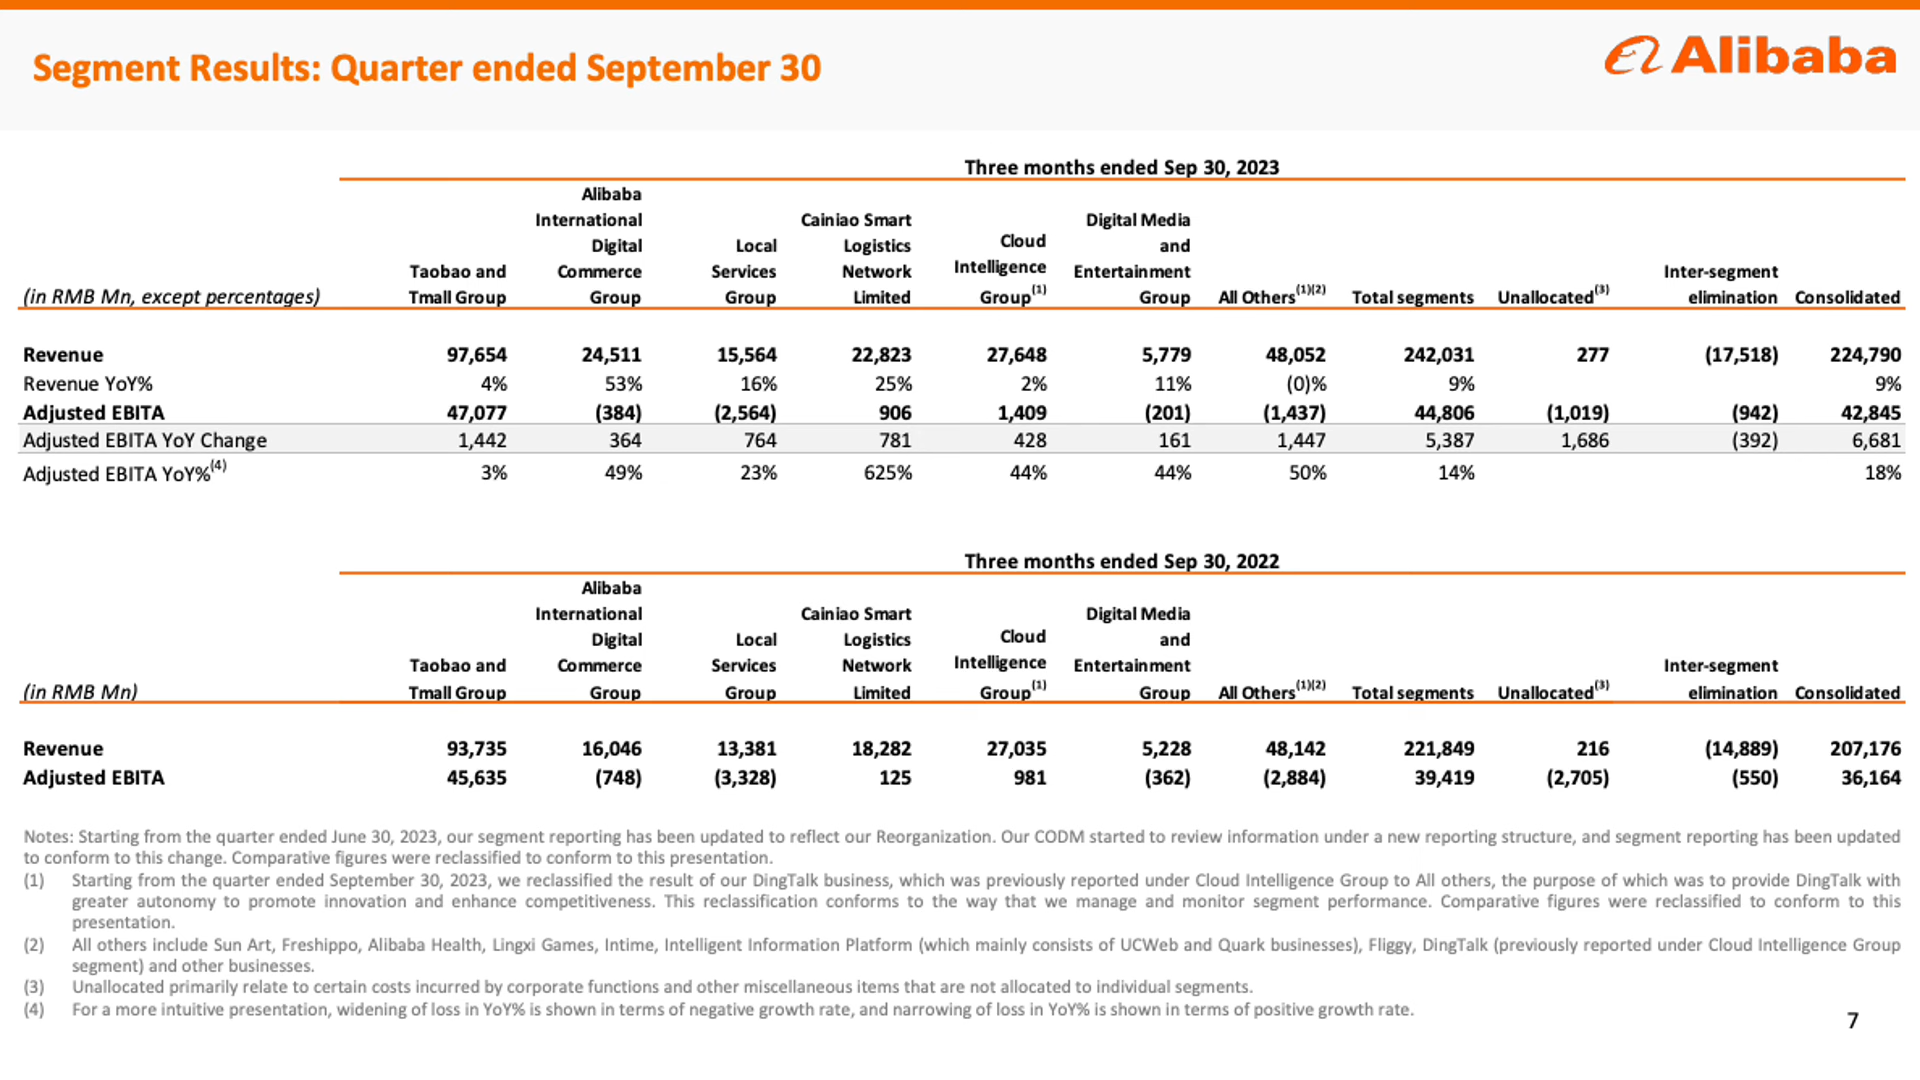 Segment Results: Quarter ended September 30
Alibaba
Three months ended Sep 30, 2023
(in RMB Mn, except percentages) Taobao and Tmall Group Alibaba International Digital Commerce Group Local Services Group Cainiao Smart Logistics Network Limited Cloud Intelligence Group(1) Digital Media and Entertainment Group All Others(1)(2) Total segments Unallocated(3) Inter-segment elimination Consolidated
Revenue 97,654 24,511 15,564 22,823 27,648 5,779 48,052 242,031 277 (17,518) 224,790
Revenue YoY% 4% 53% 16% 25% 2% 11% (0)% 9% 9%
Adjusted EBITA 47,077 (384) (2,564) 906 1,409 (201) (1,437) 44,806 (1,019) (942) 42,845
Adjusted EBITA YoY Change 1,442 364 764 781 428 161 1,447 5,387 1,686 (392) 6,681
Adjusted EBITA YoY%(4) 3% 49% 23% 625% 44% 44% 50% 14% 18%
Three months ended Sep 30, 2022
(in RMB Mn) Taobao and Tmall Group Alibaba International Digital Commerce Group Local Services Group Cainiao Smart Logistics Network Limited Cloud Intelligence Group(1) Digital Media and Entertainment Group All Others(1)(2) Total segments Unallocated(3) Inter-segment elimination Consolidated
Revenue 93,735 16,046 13,381 18,282 27,035 5,228 48,142 221,849 216 (14,889) 207,176
Adjusted EBITA 45,635 (748) (3,328) 125 981 (362) (2,884) 39,419 (2,705) (550) 36,164
Notes: Starting from the quarter ended June 30, 2023, our segment reporting has been updated to reflect our Reorganization. Our CODM started to review information under a new reporting structure, and segment reporting has been updated
to conform to this change. Comparative figures were reclassified to conform to this presentation.
(1) Starting from the quarter ended September 30, 2023, we reclassified the result of our DingTalk business, which was previously reported under Cloud Intelligence Group to All others, the purpose of which was to provide DingTalk with
greater autonomy to promote innovation and enhance competitiveness. This reclassification conforms to the way that we manage and monitor segment performance. Comparative figures were reclassified to conform to this
presentation.
(2) All others include Sun Art, Freshippo, Alibaba Health, Lingxi Games, Intime, Intelligent Information Platform (which mainly consists of UCWeb and Quark businesses), Fliggy, DingTalk (previously reported under Cloud Intelligence Group
segment) and other businesses.
(3) Unallocated primarily relate to certain costs incurred by corporate functions and other miscellaneous items that are not allocated to individual segments.
(4) For a more intuitive presentation, widening of loss in YoY% is shown in terms of negative growth rate, and narrowing of loss in YoY% is shown in terms of positive growth rate.
7